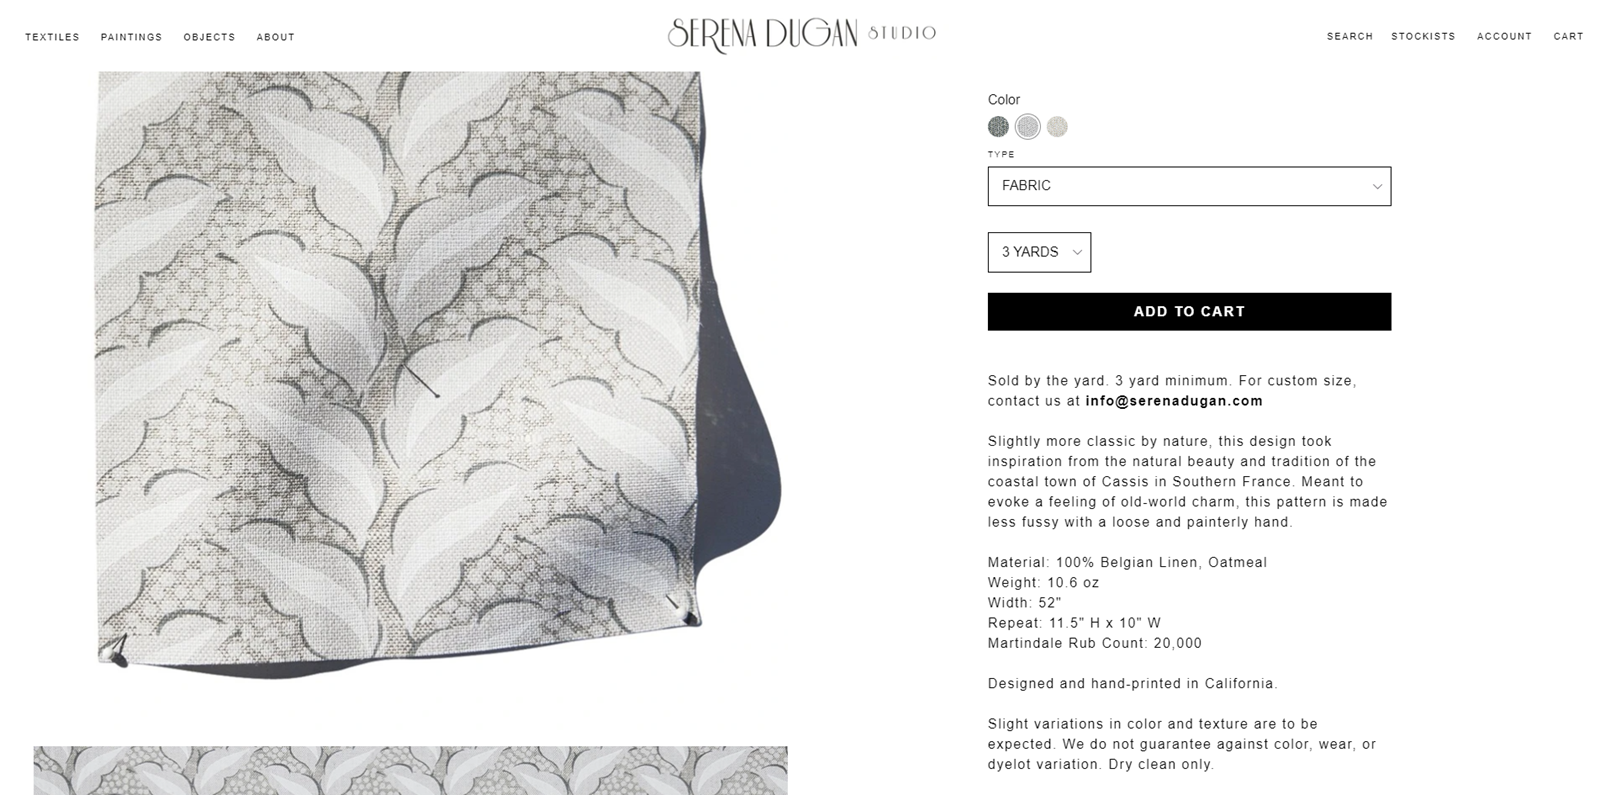 TEXTILES PAINTINGS OBJECTS ABOUT
SERENA DUGAN STUDIO
SEARCH STOCKISTS ACCOUNT CART
Color
TYPE
FABRIC
3 YARDS
ADD TO CART
Sold by the yard. 3 yard minimum. For custom size,
contact us at info@serenadugan.com
Slightly more classic by nature, this design took
inspiration from the natural beauty and tradition of the
coastal town of Cassis in Southern France. Meant to
evoke a feeling of old-world charm, this pattern is made
less fussy with a loose and painterly hand.
Material: 100% Belgian Linen, Oatmeal
Weight: 10.6 oz
Width: 52"
Repeat: 11.5" H x 10" W
Martindale Rub Count: 20,000
Designed and hand-printed in California.
Slight variations in color and texture are to be
expected. We do not guarantee against color, wear, or
dyelot variation. Dry clean only.